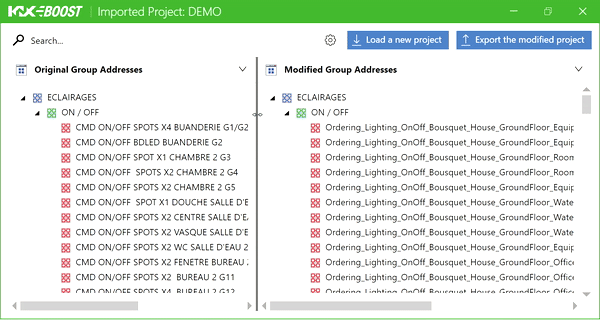 KNX-BOOST Imported Project: DEMO
Search...
Load a new project
Export the modified project
Original Group Addresses
ECLAIRAGES
ON / OFF
CMD ON/OFF SPOTS X4 BUANDERIE G1/G2
CMD ON/OFF BDLED BUANDERIE G2
CMD ON/OFF SPOT X1 CHAMBRE 2 G3
CMD ON/OFF SPOTS X2 CHAMBRE 2 G4
CMD ON/OFF SPOTS X2 CHAMBRE 2 G5
CMD ON/OFF SPOT X1 DOUCHE SALLE D'E
CMD ON/OFF SPOTS X2 CENTRE SALLE D'E
CMD ON/OFF SPOTS X2 VASQUE SALLE D'E
CMD ON/OFF SPOTS X2 WC SALLE D'EAU 2
CMD ON/OFF SPOTS X2 FENETRE BUREAU 2
CMD ON/OFF SPOTS X2 BUREAU 2 G11
CMD ON/OFF SPOTS X4 BUREAU 2 G12
Modified Group Addresses
ECLAIRAGES
ON / OFF
Ordering_Lighting_OnOff_Bousquet_House_GroundFloor_Equip
Ordering_Lighting_OnOff_Bousquet_House_GroundFloor_Equip
Ordering_Lighting_OnOff_Bousquet_House_GroundFloor_Room
Ordering_Lighting_OnOff_Bousquet_House_GroundFloor_Room
Ordering_Lighting_OnOff_Bousquet_House_GroundFloor_Equip
Ordering_Lighting_OnOff_Bousquet_House_GroundFloor_Wate
Ordering_Lighting_OnOff_Bousquet_House_GroundFloor_Wate
Ordering_Lighting_OnOff_Bousquet_House_GroundFloor_Wate
Ordering_Lighting_OnOff_Bousquet_House_GroundFloor_Equip
Ordering_Lighting_OnOff_Bousquet_House_GroundFloor_Office
Ordering_Lighting_OnOff_Bousquet_House_GroundFloor_Office
Ordering_Lighting_OnOff_Bousquet_House_GroundFloor_Office